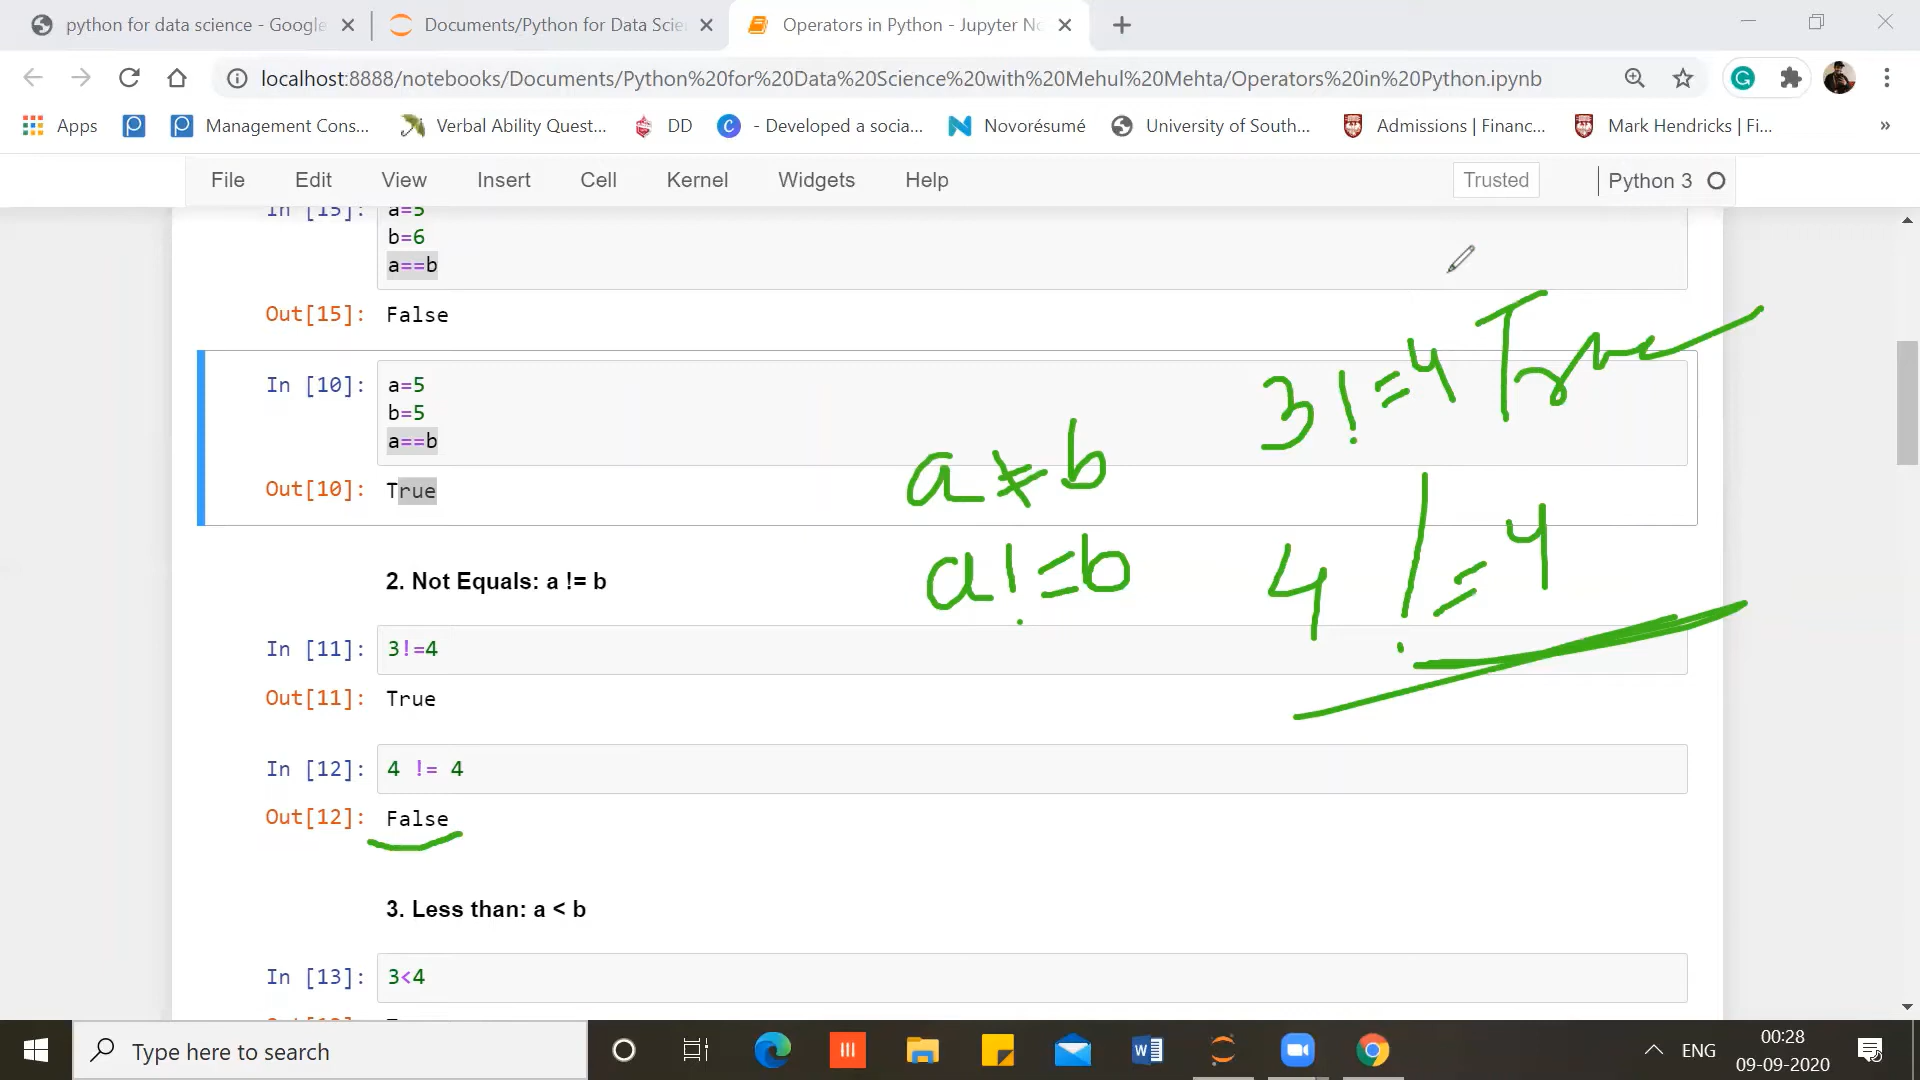 python for data science - Google
Documents/Python for Data Scie
Operators in Python - Jupyter No
localhost:8888/notebooks/Documents/Python%20for%20Data%20Science%20with%20Mehul%20Mehta/Operators%20in%20Python.ipynb
Apps
Management Cons...
Verbal Ability Quest...
DD
- Developed a socia...
Novorésumé
University of South...
Admissions | Financ...
Mark Hendricks | Fi...
»
File Edit View Insert Cell Kernel Widgets Help
Trusted
Python 3
In [15]: a=5
b=6
a==b
Out[15]: False
In [10]: a=5
b=5
a==b
Out[10]: True
3 != 4 True
a ≠ b
a != b
4 != 4
2. Not Equals: a != b
In [11]: 3!=4
Out[11]: True
In [12]: 4 != 4
Out[12]: False
3. Less than: a < b
In [13]: 3<4
Type here to search
ENG
00:28
09-09-2020